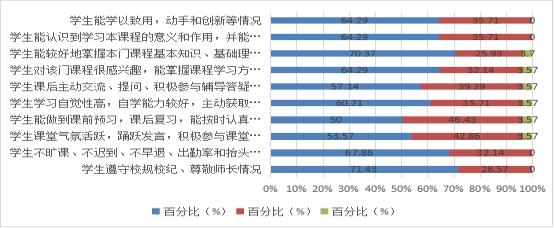 学生能学以致用，动手和创新等情况 64.29 35.71 0
学生能认识到学习本课程的意义和作用，并能… 64.29 35.71 0
学生能较好地掌握本门课程基本知识、基础理… 70.37 25.93 3.7
学生对该门课程很感兴趣，能掌握课程学习方… 64.29 32.14 3.57
学生课后主动交流、提问、积极参与辅导答疑… 57.14 39.29 3.57
学生学习自觉性高，自学能力较好，主动获取… 60.71 35.71 3.57
学生能做到课前预习，课后复习，能按时认真… 50 46.43 3.57
学生课堂气氛活跃，踊跃发言，积极参与课堂… 53.57 42.86 3.57
学生不旷课、不迟到、不早退、出勤率和抬头… 67.86 32.14 0
学生遵守校规校纪、尊敬师长情况 71.43 28.57 0
0% 10% 20% 30% 40% 50% 60% 70% 80% 90% 100%
百分比（%） 百分比（%） 百分比（%）